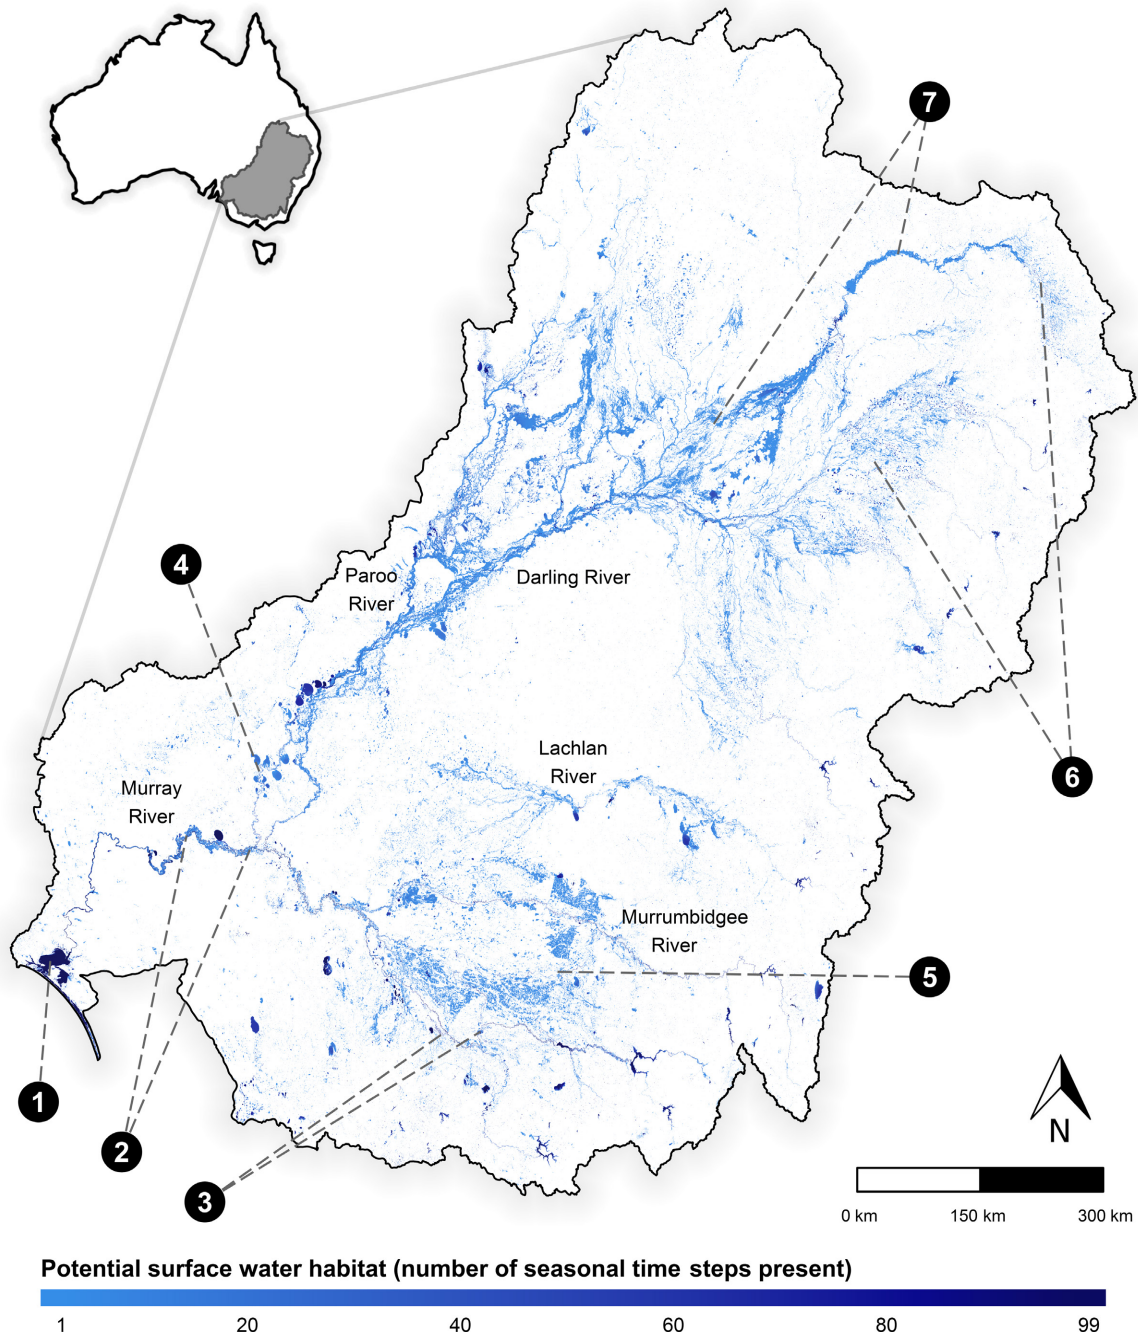 7
4
Paroo
River
Darling River
6
Lachlan
River
Murray
River
Murrumbidgee
River
5
1
2
3
N
0 km 150 km 300 km
Potential surface water habitat (number of seasonal time steps present)
1 20 40 60 80 99